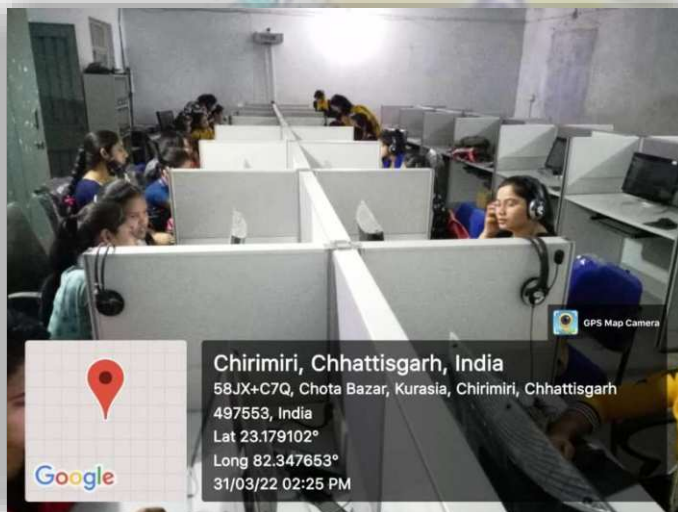 GPS Map Camera
Chirimiri, Chhattisgarh, India
58JX+C7Q, Chota Bazar, Kurasia, Chirimiri, Chhattisgarh
497553, India
Lat 23.179102°
Long 82.347653°
31/03/22 02:25 PM
Google